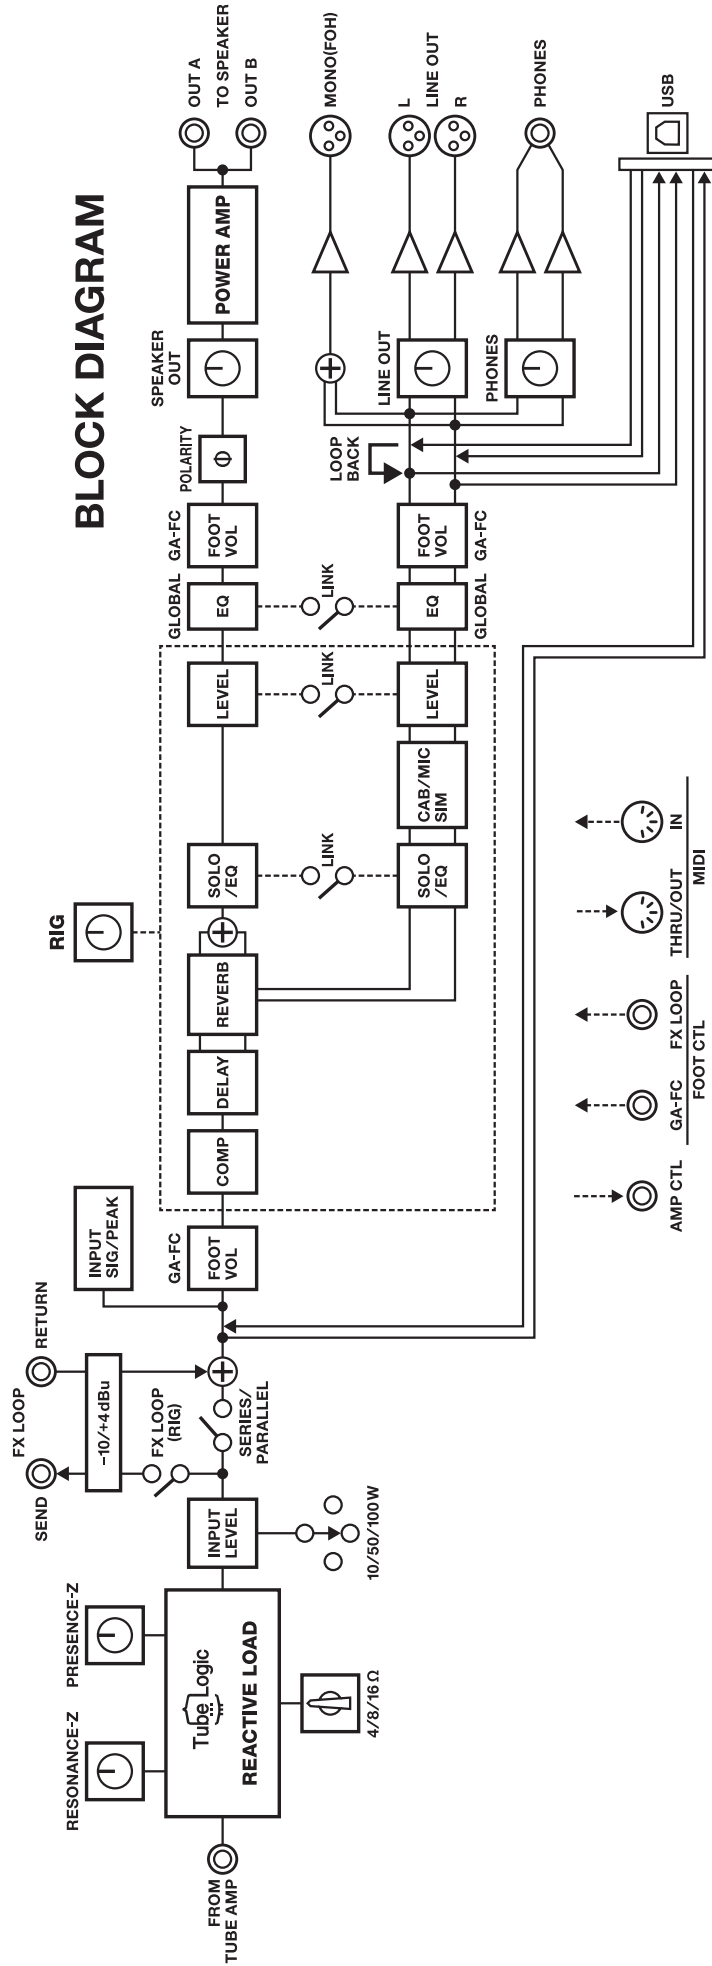 BLOCK DIAGRAM
FROM
TUBE AMP
RESONANCE-Z
PRESENCE-Z
Tube Logic
REACTIVE LOAD
4/8/16 Ω
INPUT
LEVEL
10/50/100 W
FX LOOP
SEND
RETURN
−10/+4 dBu
FX LOOP
(RIG)
SERIES/
PARALLEL
INPUT
SIG/PEAK
GA-FC
FOOT
VOL
RIG
COMP
DELAY
REVERB
SOLO
/EQ
LEVEL
GLOBAL
EQ
GA-FC
FOOT
VOL
POLARITY
SPEAKER
OUT
POWER AMP
OUT A
TO SPEAKER
OUT B
LINK
LINK
LINK
SOLO
/EQ
CAB/MIC
SIM
LEVEL
EQ
GLOBAL
FOOT
VOL
GA-FC
LOOP
BACK
LINE OUT
PHONES
MONO(FOH)
L
LINE OUT
R
PHONES
USB
AMP CTL
GA-FC
FX LOOP
FOOT CTL
THRU/OUT
IN
MIDI